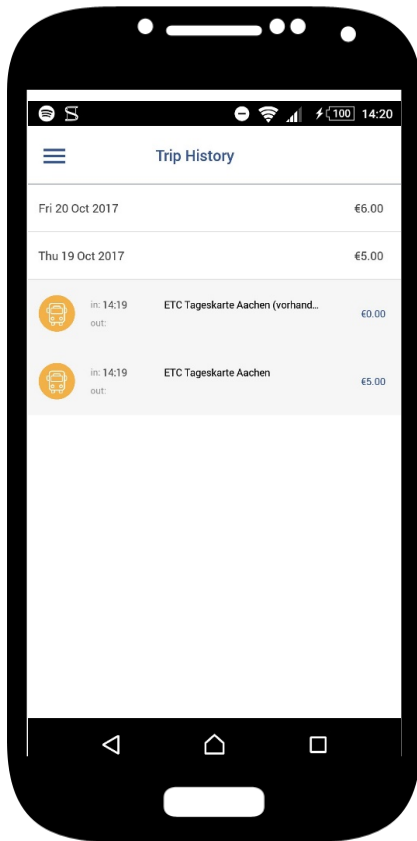 100 14:20
Trip History
Fri 20 Oct 2017 €6.00
Thu 19 Oct 2017 €5.00
in: 14:19 ETC Tageskarte Aachen (vorhand... €0.00
out:
in: 14:19 ETC Tageskarte Aachen €5.00
out: